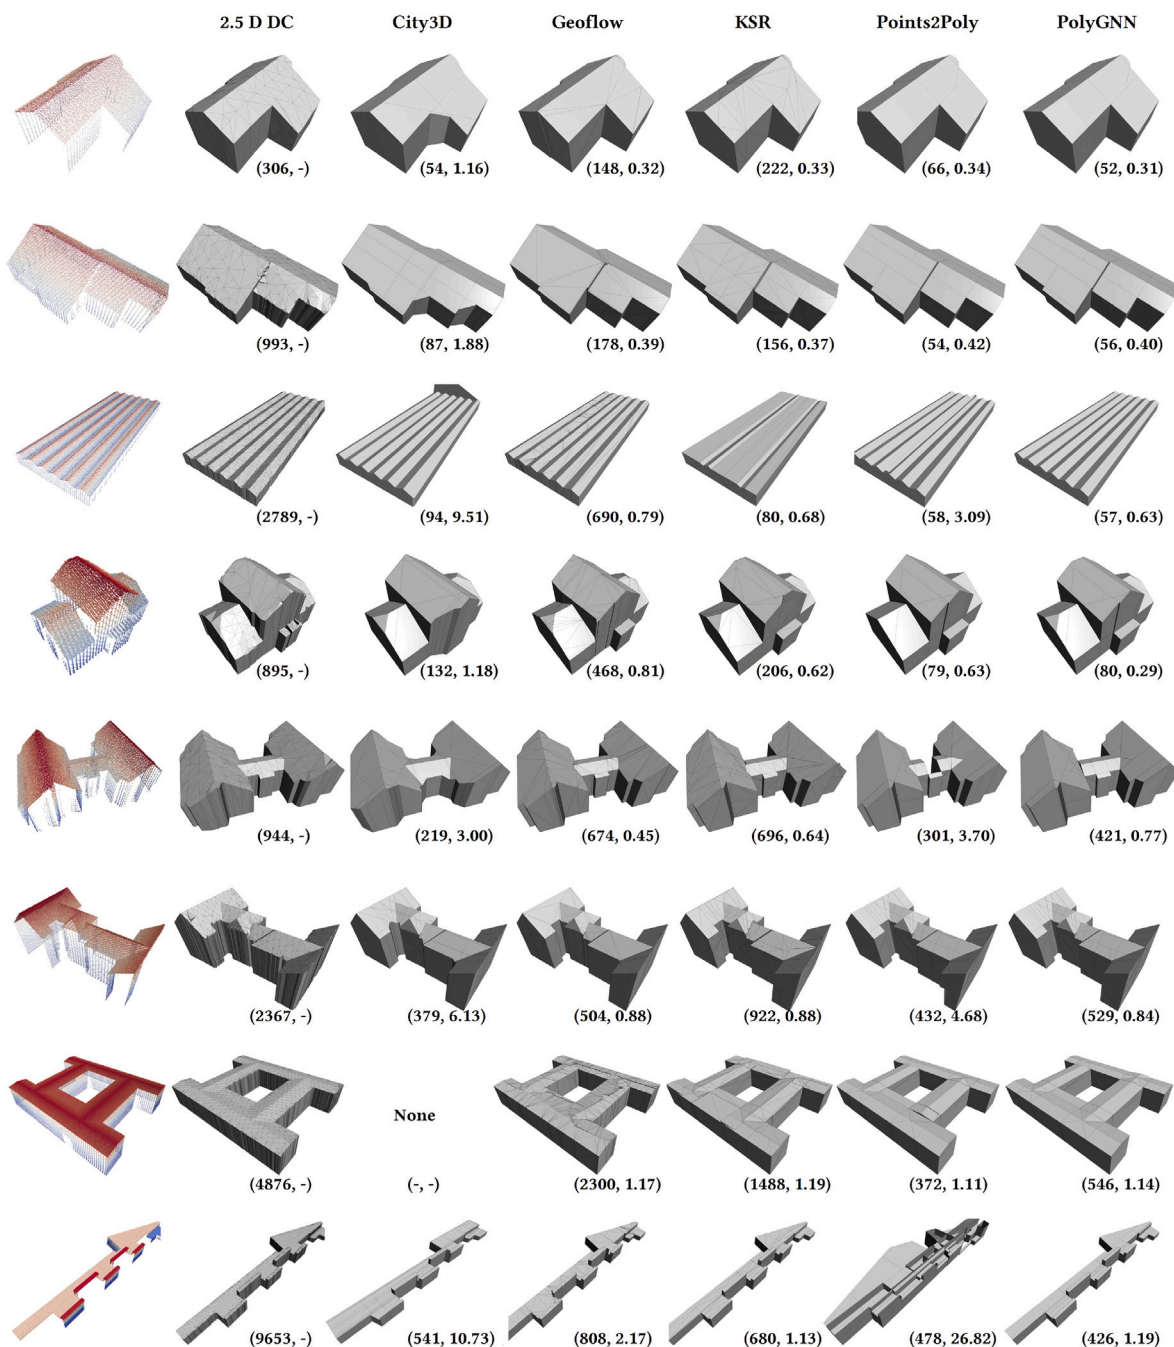 2.5 D DC City3D Geoflow KSR Points2Poly PolyGNN
(306, -) (54, 1.16) (148, 0.32) (222, 0.33) (66, 0.34) (52, 0.31)
(993, -) (87, 1.88) (178, 0.39) (156, 0.37) (54, 0.42) (56, 0.40)
(2789, -) (94, 9.51) (690, 0.79) (80, 0.68) (58, 3.09) (57, 0.63)
(895, -) (132, 1.18) (468, 0.81) (206, 0.62) (79, 0.63) (80, 0.29)
(944, -) (219, 3.00) (674, 0.45) (696, 0.64) (301, 3.70) (421, 0.77)
(2367, -) (379, 6.13) (504, 0.88) (922, 0.88) (432, 4.68) (529, 0.84)
None
(4876, -) (-, -) (2300, 1.17) (1488, 1.19) (372, 1.11) (546, 1.14)
(9653, -) (541, 10.73) (808, 2.17) (680, 1.13) (478, 26.82) (426, 1.19)